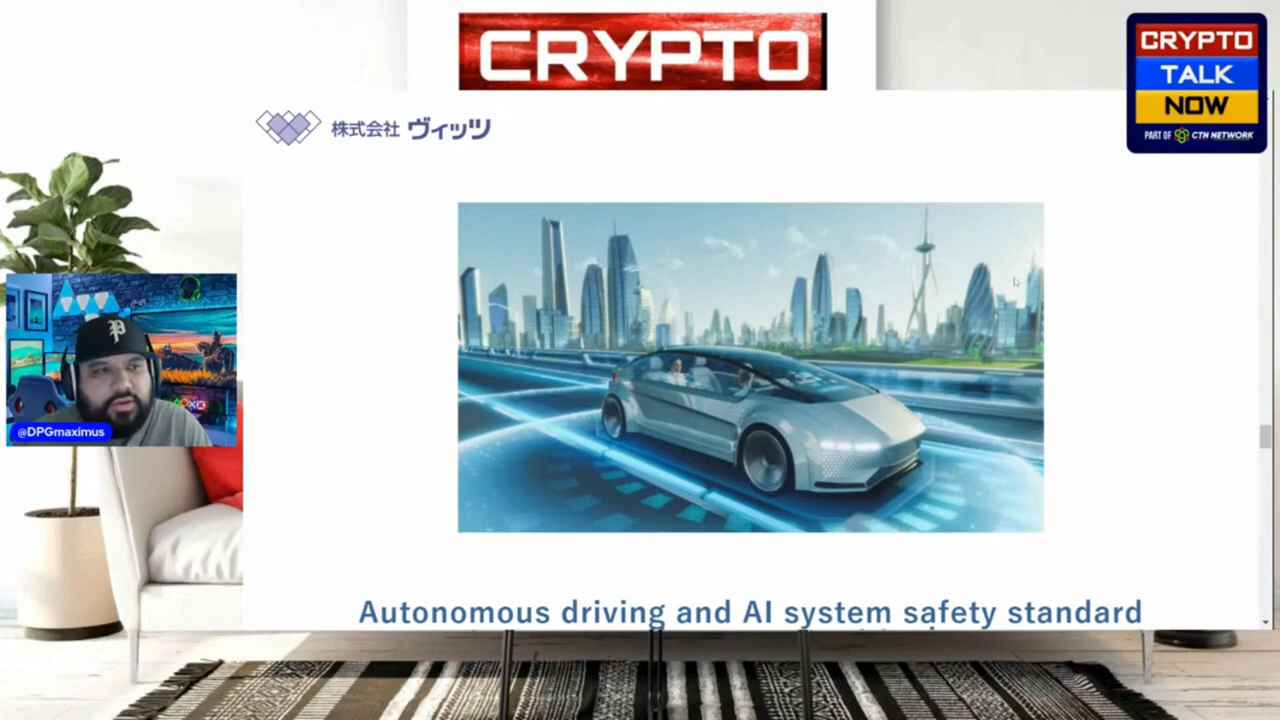 CRYPTO
CRYPTO
TALK
NOW
PART OF CTN NETWORK
株式会社 ヴィッツ
@DPGmaximus
Autonomous driving and AI system safety standard